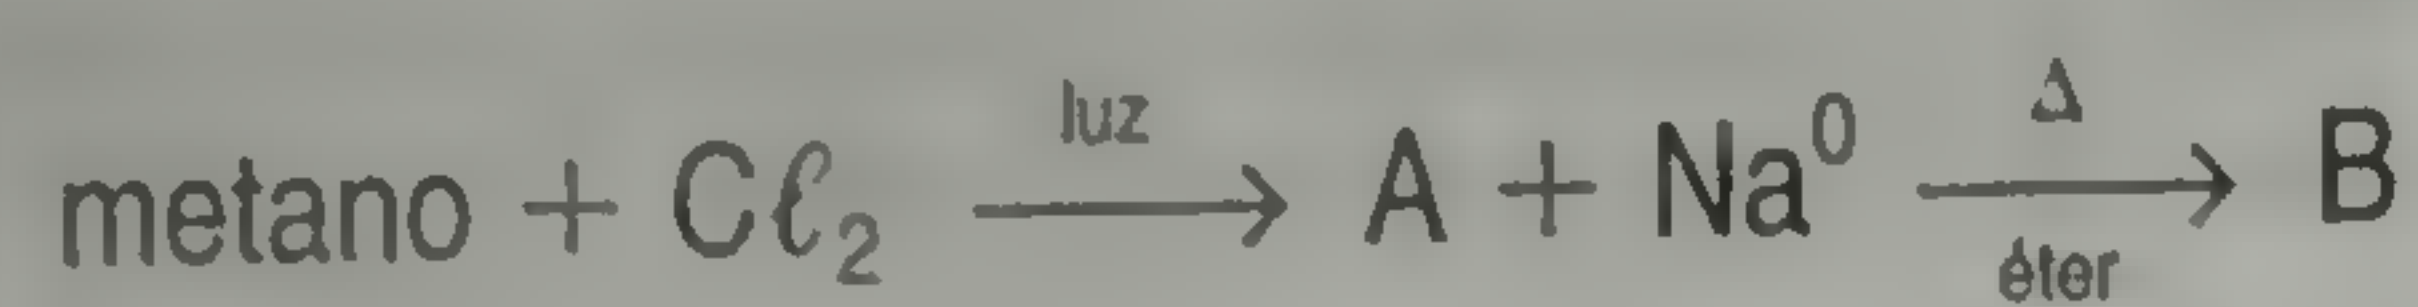 metano + Cℓ₂ luz⟶ A + Na⁰ Δ⟶éter B